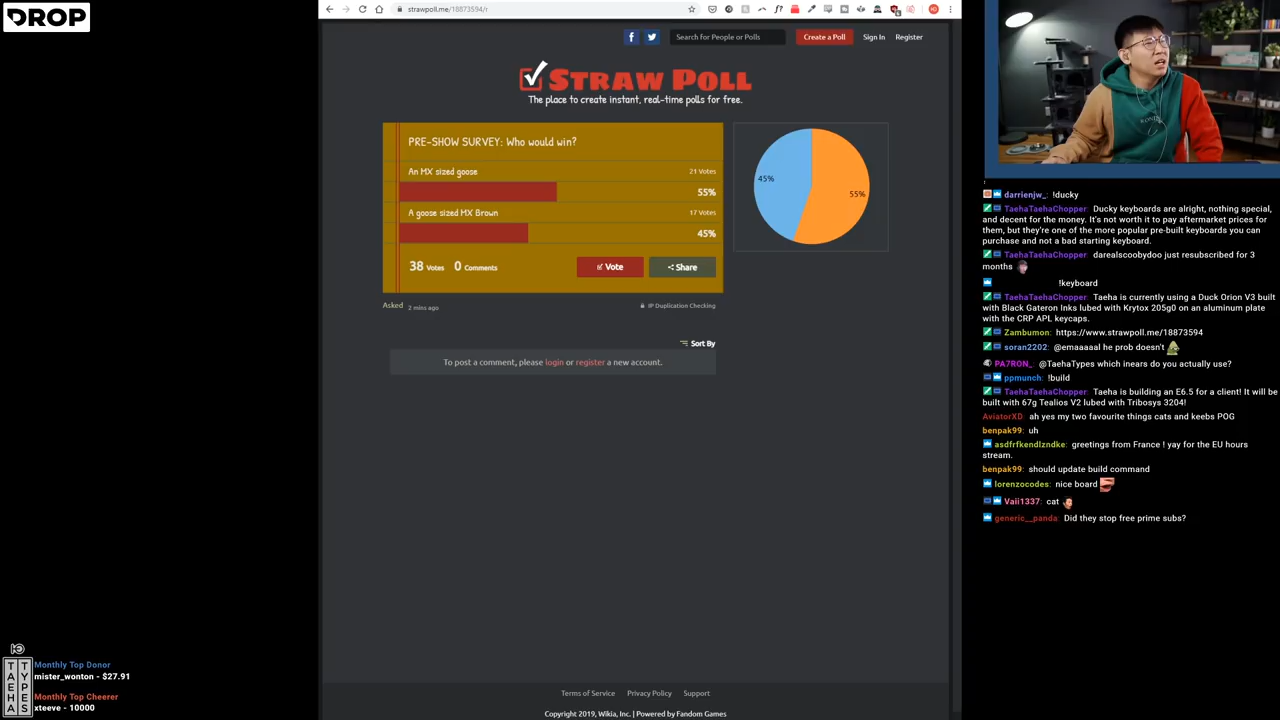 DROP
strawpoll.me/18873594/r
Search for People or Polls
Create a Poll
Sign In
Register
STRAW POLL
The place to create instant, real-time polls for free.
PRE-SHOW SURVEY: Who would win?
An MX sized goose
21 Votes
55%
A goose sized MX Brown
17 Votes
45%
38 Votes
0 Comments
Vote
Share
45%
55%
Asked 2 mins ago
IP Duplication Checking
Sort By
To post a comment, please login or register a new account.
Terms of Service
Privacy Policy
Support
Copyright 2019, Wikia, Inc. | Powered by Fandom Games
darrienjw_: !ducky
TaehaTaehaChopper: Ducky keyboards are alright, nothing special,
and decent for the money. It's not worth to pay aftermarket prices for
them, but they're one of the more popular pre-built keyboards you can
purchase and not a bad starting keyboard.
TaehaTaehaChopper: darealscoobydoo just resubscribed for 3
months
!keyboard
TaehaTaehaChopper: Taeha is currently using a Duck Orion V3 built
with Black Gateron Inks lubed with Krytox 205g0 on an aluminum plate
with the CRP APL keycaps.
Zambumon: https://www.strawpoll.me/18873594
soran2202: @emaaaaal he prob doesn't
PA7RON_: @TaehaTypes which inears do you actually use?
ppmunch: !build
TaehaTaehaChopper: Taeha is building an E6.5 for a client! It will be
built with 67g Tealios V2 lubed with Tribosys 3204!
AviatorXD: ah yes my two favourite things cats and keebs POG
benpak99: uh
asdfrfkendlzndke: greetings from France ! yay for the EU hours
stream.
benpak99: should update build command
lorenzocodes: nice board
Vaii1337: cat
generic__panda: Did they stop free prime subs?
TAEHA TYPES
Monthly Top Donor
mister_wonton - $27.91
Monthly Top Cheerer
xteeve - 10000